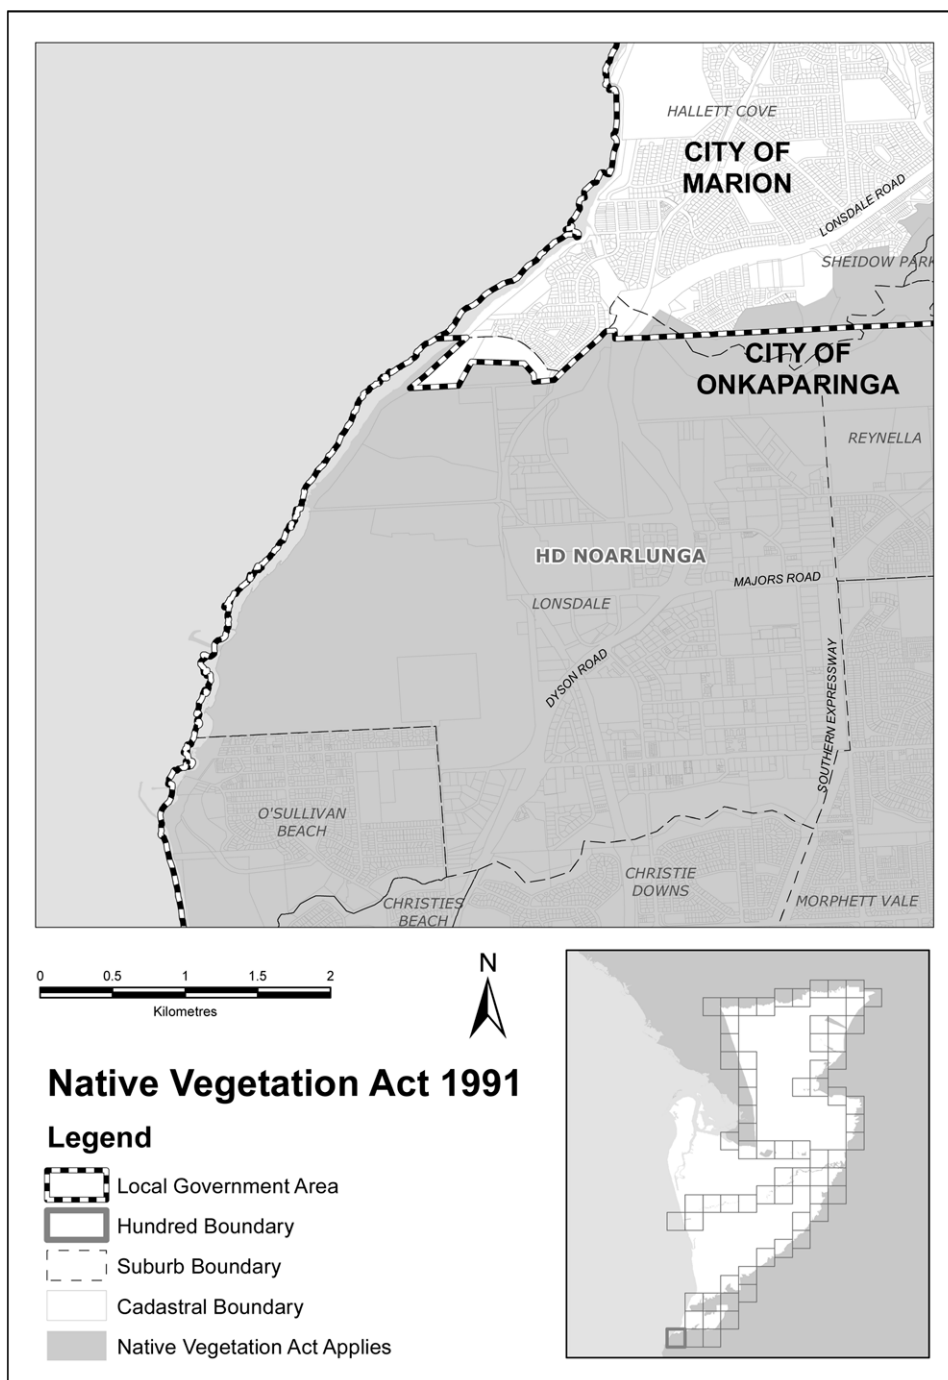 HALLETT COVE
CITY OF
MARION
LONSDALE ROAD
SHEIDOW PARK
CITY OF
ONKAPARINGA
REYNELLA
HD NOARLUNGA
MAJORS ROAD
LONSDALE
DYSON ROAD
SOUTHERN EXPRESSWAY
O'SULLIVAN
BEACH
CHRISTIE
DOWNS
CHRISTIES
BEACH
MORPHETT VALE
0 0.5 1 1.5 2
Kilometres
N
Native Vegetation Act 1991
Legend
Local Government Area
Hundred Boundary
Suburb Boundary
Cadastral Boundary
Native Vegetation Act Applies